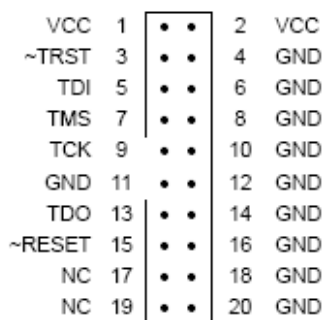 VCC 1 2 VCC
~TRST 3 4 GND
TDI 5 6 GND
TMS 7 8 GND
TCK 9 10 GND
GND 11 12 GND
TDO 13 14 GND
~RESET 15 16 GND
NC 17 18 GND
NC 19 20 GND